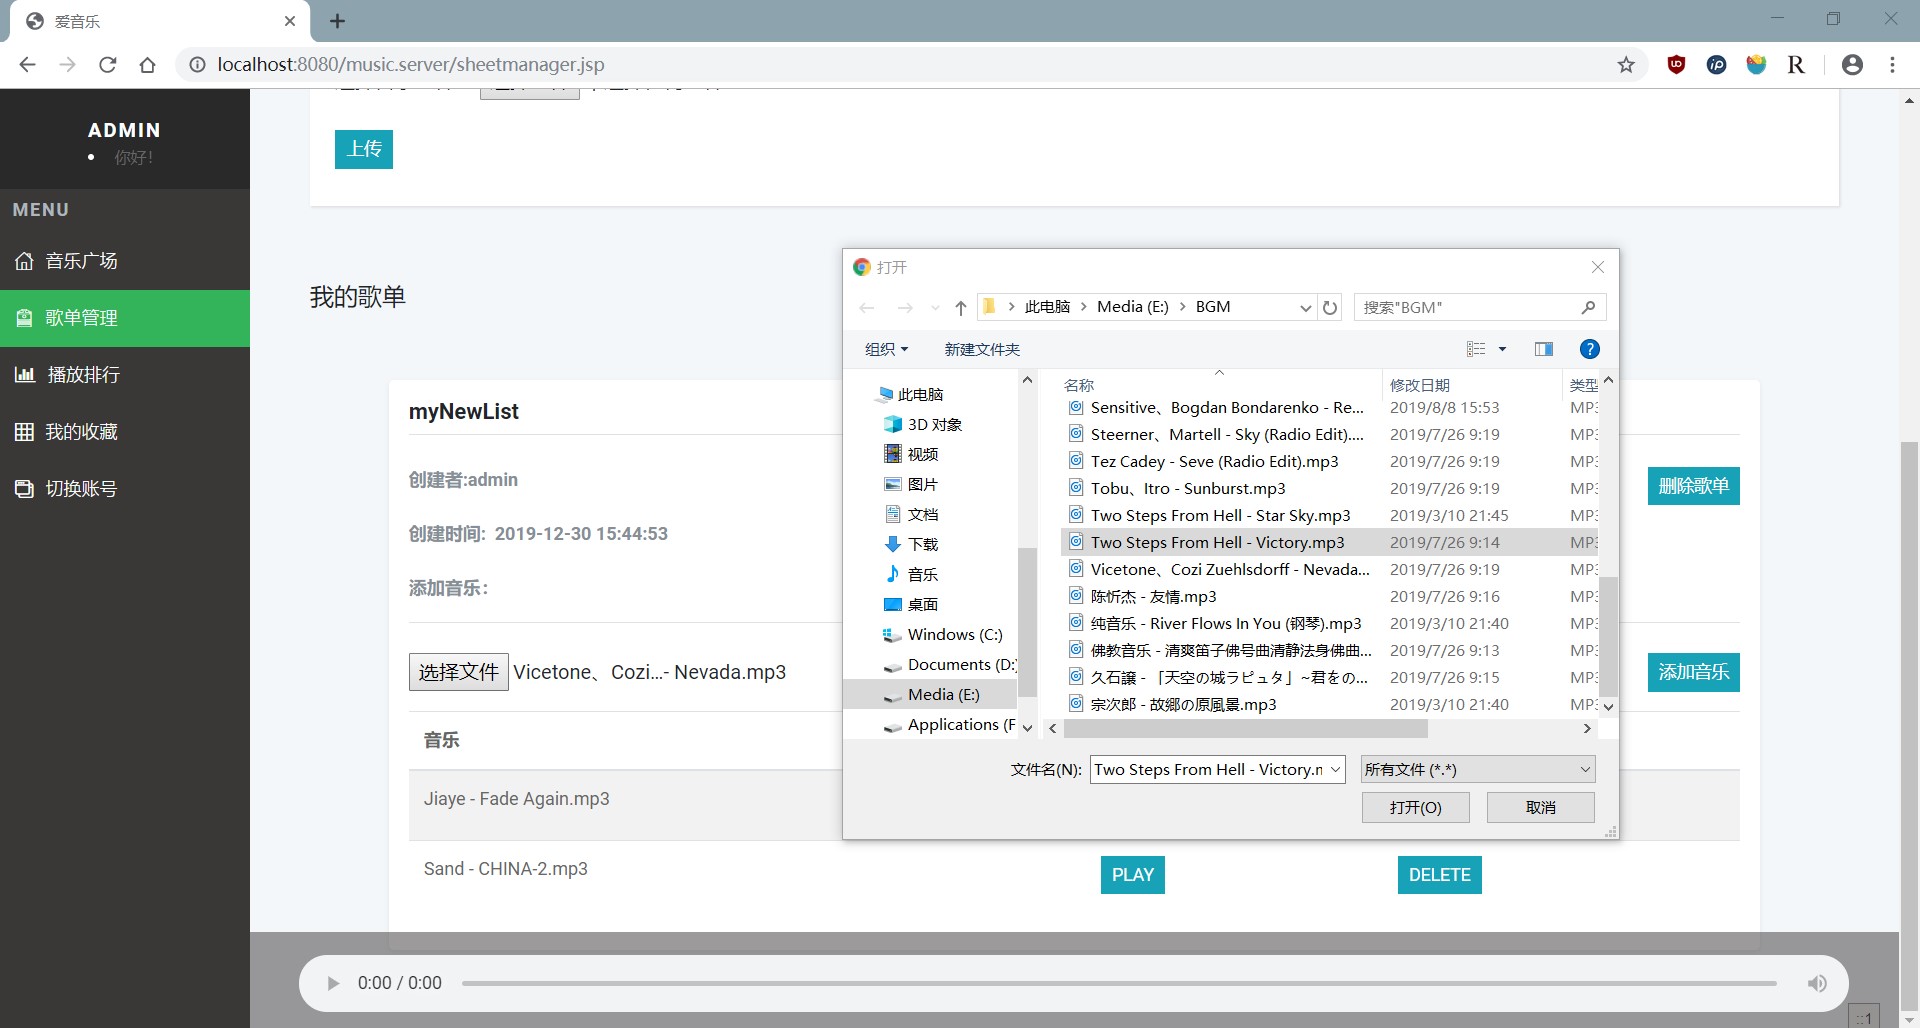 爱音乐
localhost:8080/music.server/sheetmanager.jsp
ADMIN
你好!
MENU
音乐广场
歌单管理
播放排行
我的收藏
切换账号
上传
我的歌单
myNewList
创建者:admin
删除歌单
创建时间: 2019-12-30 15:44:53
添加音乐:
选择文件 Vicetone、Cozi...- Nevada.mp3
添加音乐
音乐
Jiaye - Fade Again.mp3
Sand - CHINA-2.mp3 PLAY DELETE
0:00 / 0:00
::1
打开
此电脑 > Media (E:) > BGM
搜索"BGM"
组织 新建文件夹
此电脑
3D 对象
视频
图片
文档
下载
音乐
桌面
Windows (C:)
Documents (D:)
Media (E:)
Applications (F
名称 修改日期 类型
Sensitive、Bogdan Bondarenko - Re... 2019/8/8 15:53 MP3
Steerner、Martell - Sky (Radio Edit).... 2019/7/26 9:19 MP3
Tez Cadey - Seve (Radio Edit).mp3 2019/7/26 9:19 MP3
Tobu、Itro - Sunburst.mp3 2019/7/26 9:19 MP3
Two Steps From Hell - Star Sky.mp3 2019/3/10 21:45 MP3
Two Steps From Hell - Victory.mp3 2019/7/26 9:14 MP3
Vicetone、Cozi Zuehlsdorff - Nevada... 2019/7/26 9:19 MP3
陈忻杰 - 友情.mp3 2019/7/26 9:16 MP3
纯音乐 - River Flows In You (钢琴).mp3 2019/3/10 21:40 MP3
佛教音乐 - 清爽笛子佛号曲清静法身佛曲... 2019/7/26 9:13 MP3
久石譲 - 「天空の城ラピュタ」~君をの... 2019/7/26 9:15 MP3
宗次郎 - 故郷の原風景.mp3 2019/3/10 21:40 MP3
文件名(N): Two Steps From Hell - Victory.m 所有文件 (*.*)
打开(O) 取消